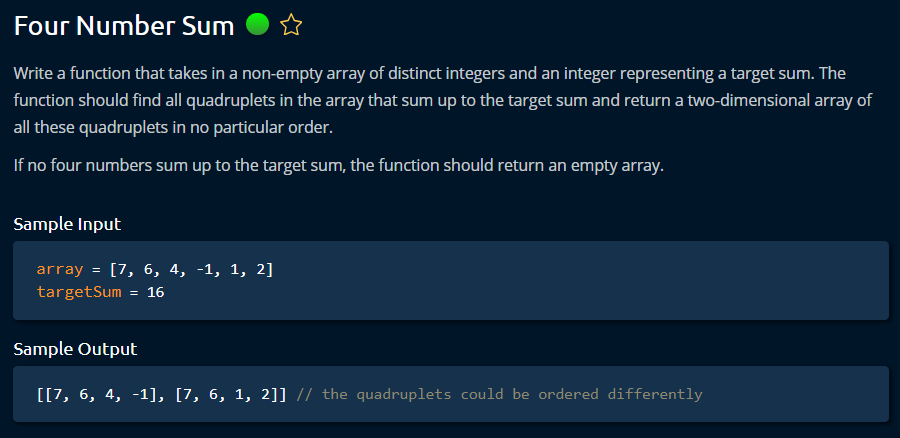 Four Number Sum
Write a function that takes in a non-empty array of distinct integers and an integer representing a target sum. The
function should find all quadruplets in the array that sum up to the target sum and return a two-dimensional array of
all these quadruplets in no particular order.
If no four numbers sum up to the target sum, the function should return an empty array.
Sample Input
array = [7, 6, 4, -1, 1, 2]
targetSum = 16
Sample Output
[[7, 6, 4, -1], [7, 6, 1, 2]] // the quadruplets could be ordered differently